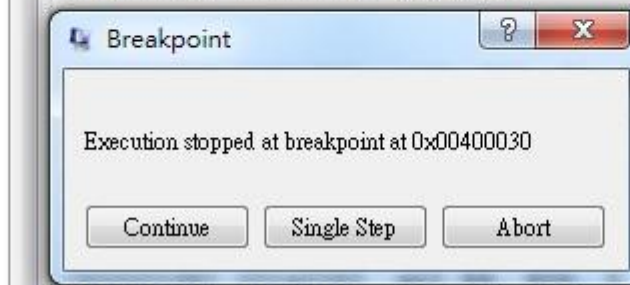 Breakpoint
Execution stopped at breakpoint at 0x00400030
Continue Single Step Abort